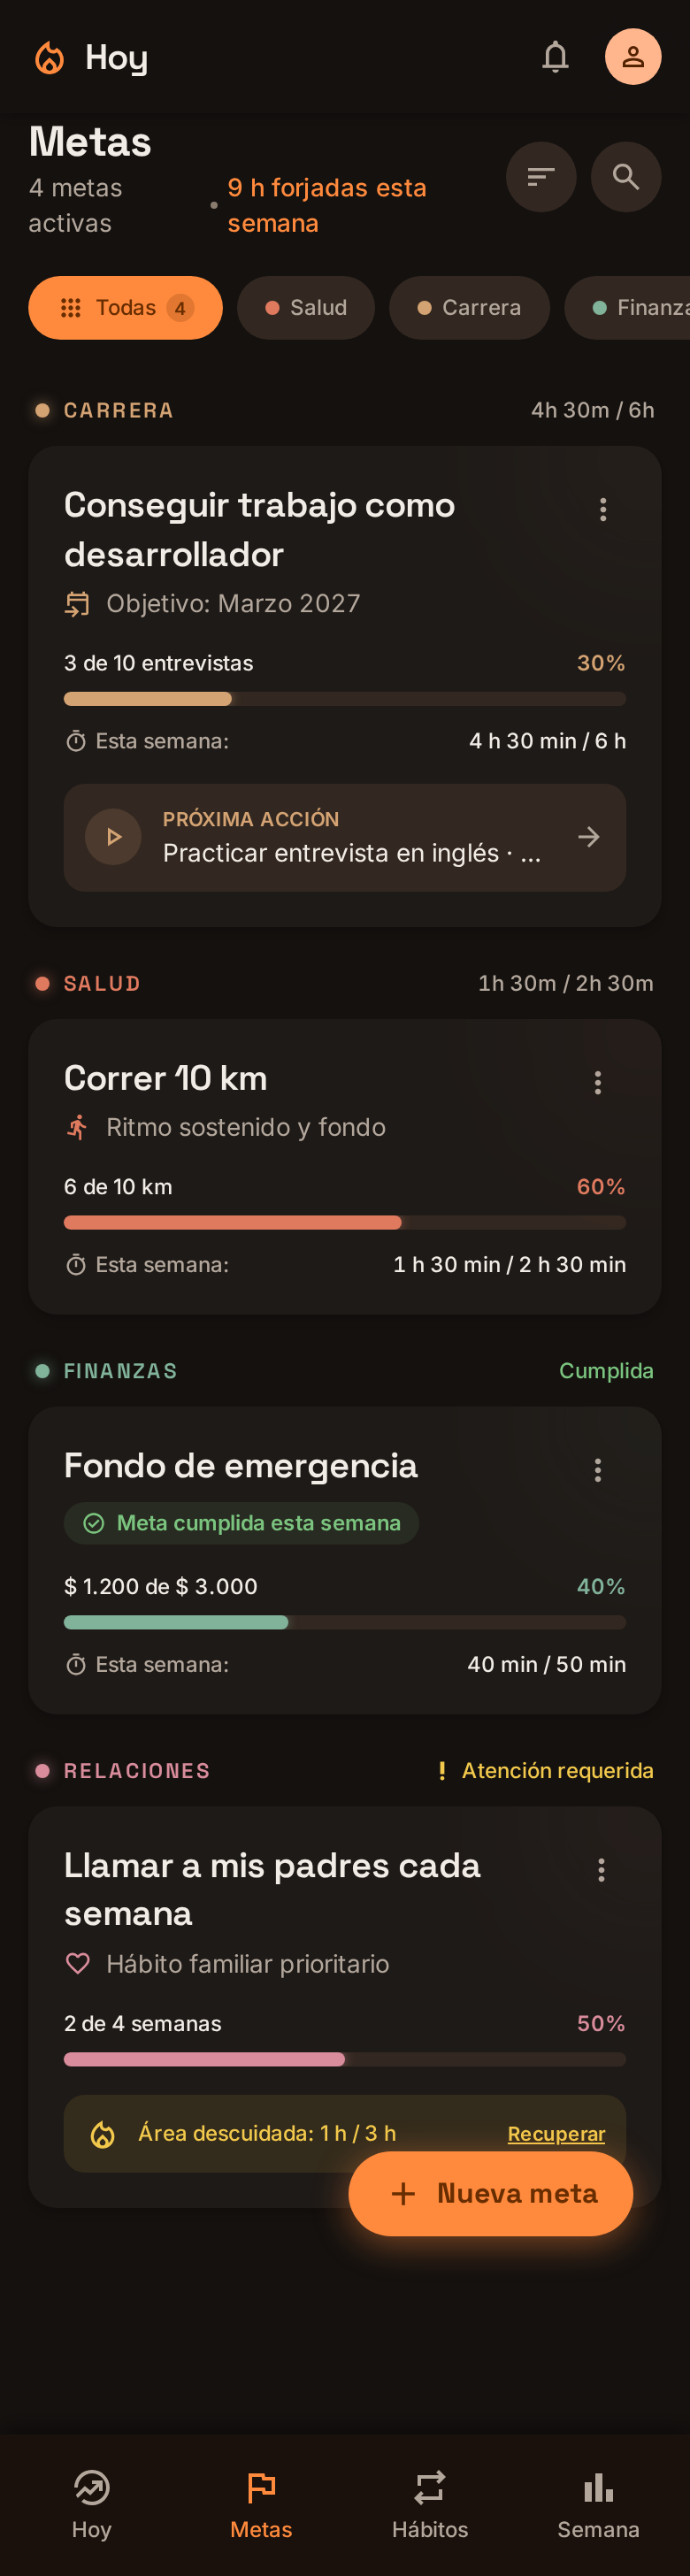 Hoy
Metas
4 metas
activas
•
9 h forjadas esta
semana
Todas 4
Salud
Carrera
Finanza
CARRERA
4h 30m / 6h
Conseguir trabajo como
desarrollador
Objetivo: Marzo 2027
3 de 10 entrevistas
30%
Esta semana:
4 h 30 min / 6 h
PRÓXIMA ACCIÓN
Practicar entrevista en inglés · ...
SALUD
1h 30m / 2h 30m
Correr 10 km
Ritmo sostenido y fondo
6 de 10 km
60%
Esta semana:
1 h 30 min / 2 h 30 min
FINANZAS
Cumplida
Fondo de emergencia
Meta cumplida esta semana
$ 1.200 de $ 3.000
40%
Esta semana:
40 min / 50 min
RELACIONES
! Atención requerida
Llamar a mis padres cada
semana
Hábito familiar prioritario
2 de 4 semanas
50%
Área descuidada: 1 h / 3 h
Recuperar
+ Nueva meta
Hoy
Metas
Hábitos
Semana